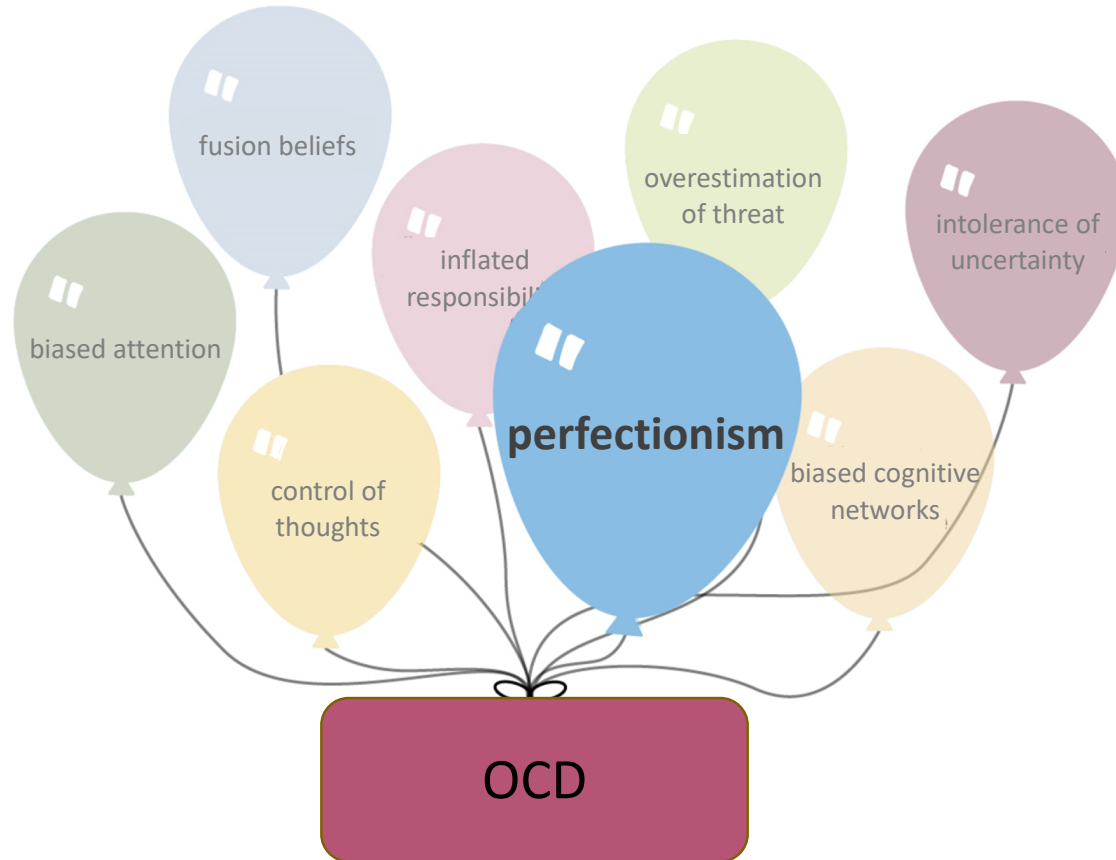 fusion beliefs
overestimation
of threat
intolerance of
uncertainty
inflated
responsibili
biased attention
perfectionism
biased cognitive
networks
control of
thoughts
OCD